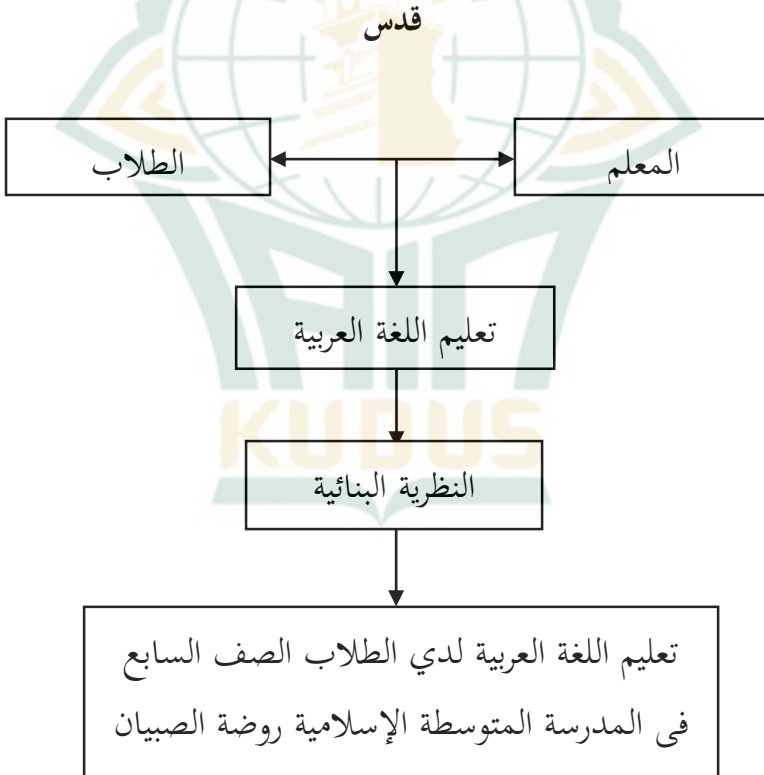 قدس
المعلم
الطلاب
تعليم اللغة العربية
KUDUS
النظرية البنائية
تعليم اللغة العربية لدي الطلاب الصف السابع
فى المدرسة المتوسطة الإسلامية روضة الصبيان